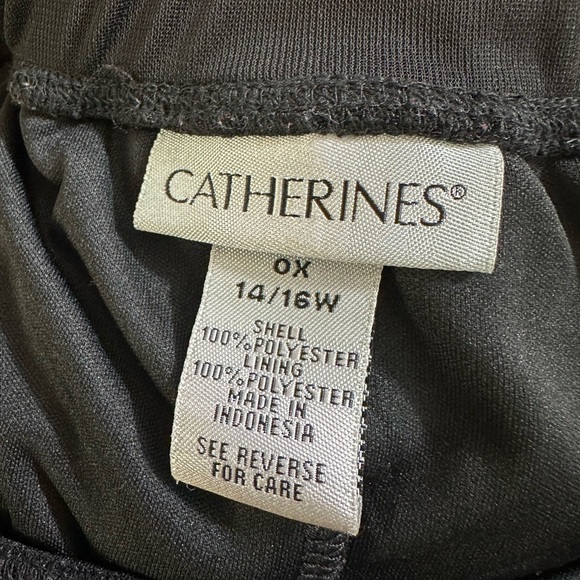 CATHERINES®
0X
14/16W
SHELL
100% POLYESTER
LINING
100% POLYESTER
MADE IN
INDONESIA
SEE REVERSE
FOR CARE